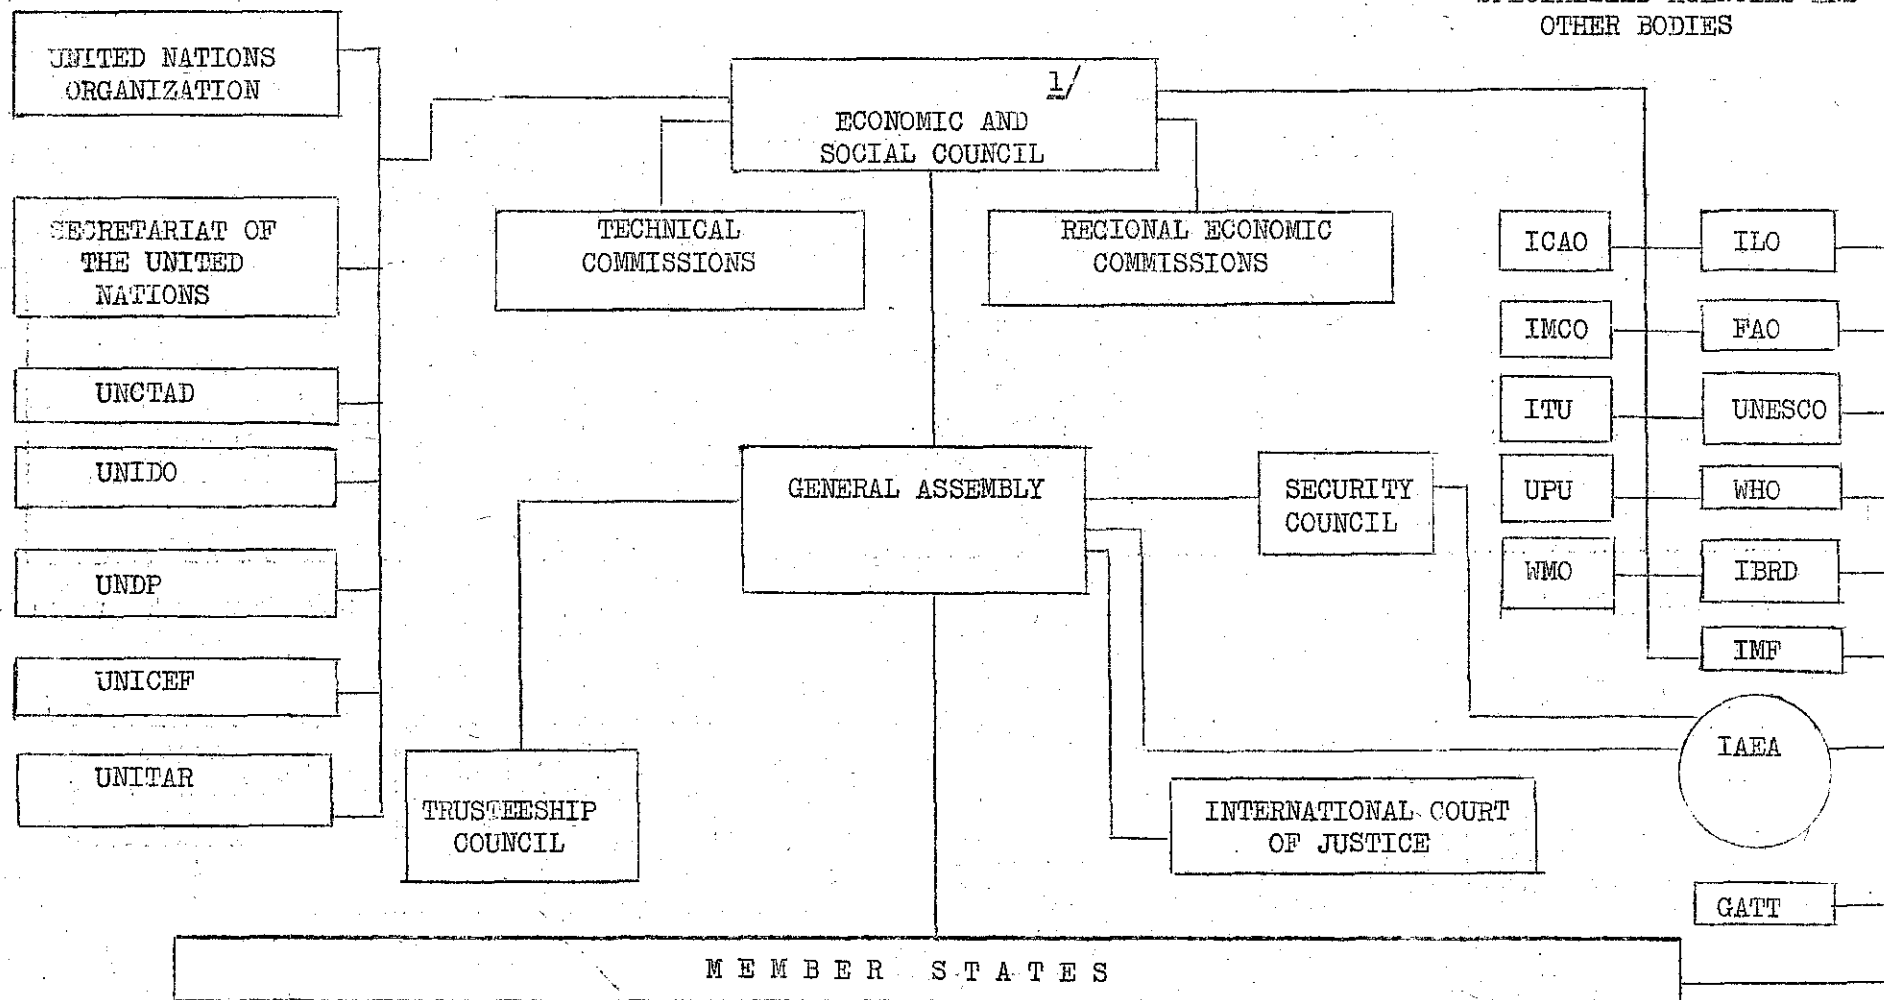 OTHER BODIES
UNITED NATIONS
ORGANIZATION
1/
ECONOMIC AND
SOCIAL COUNCIL
SECRETARIAT OF
THE UNITED
NATIONS
TECHNICAL
COMMISSIONS
REGIONAL ECONOMIC
COMMISSIONS
ICAO
ILO
IMCO
FAO
UNCTAD
ITU
UNESCO
UNIDO
GENERAL ASSEMBLY
SECURITY
COUNCIL
UPU
WHO
UNDP
WMO
IBRD
IMF
UNICEF
IAEA
UNITAR
TRUSTEESHIP
COUNCIL
INTERNATIONAL COURT
OF JUSTICE
GATT
MEMBER STATES